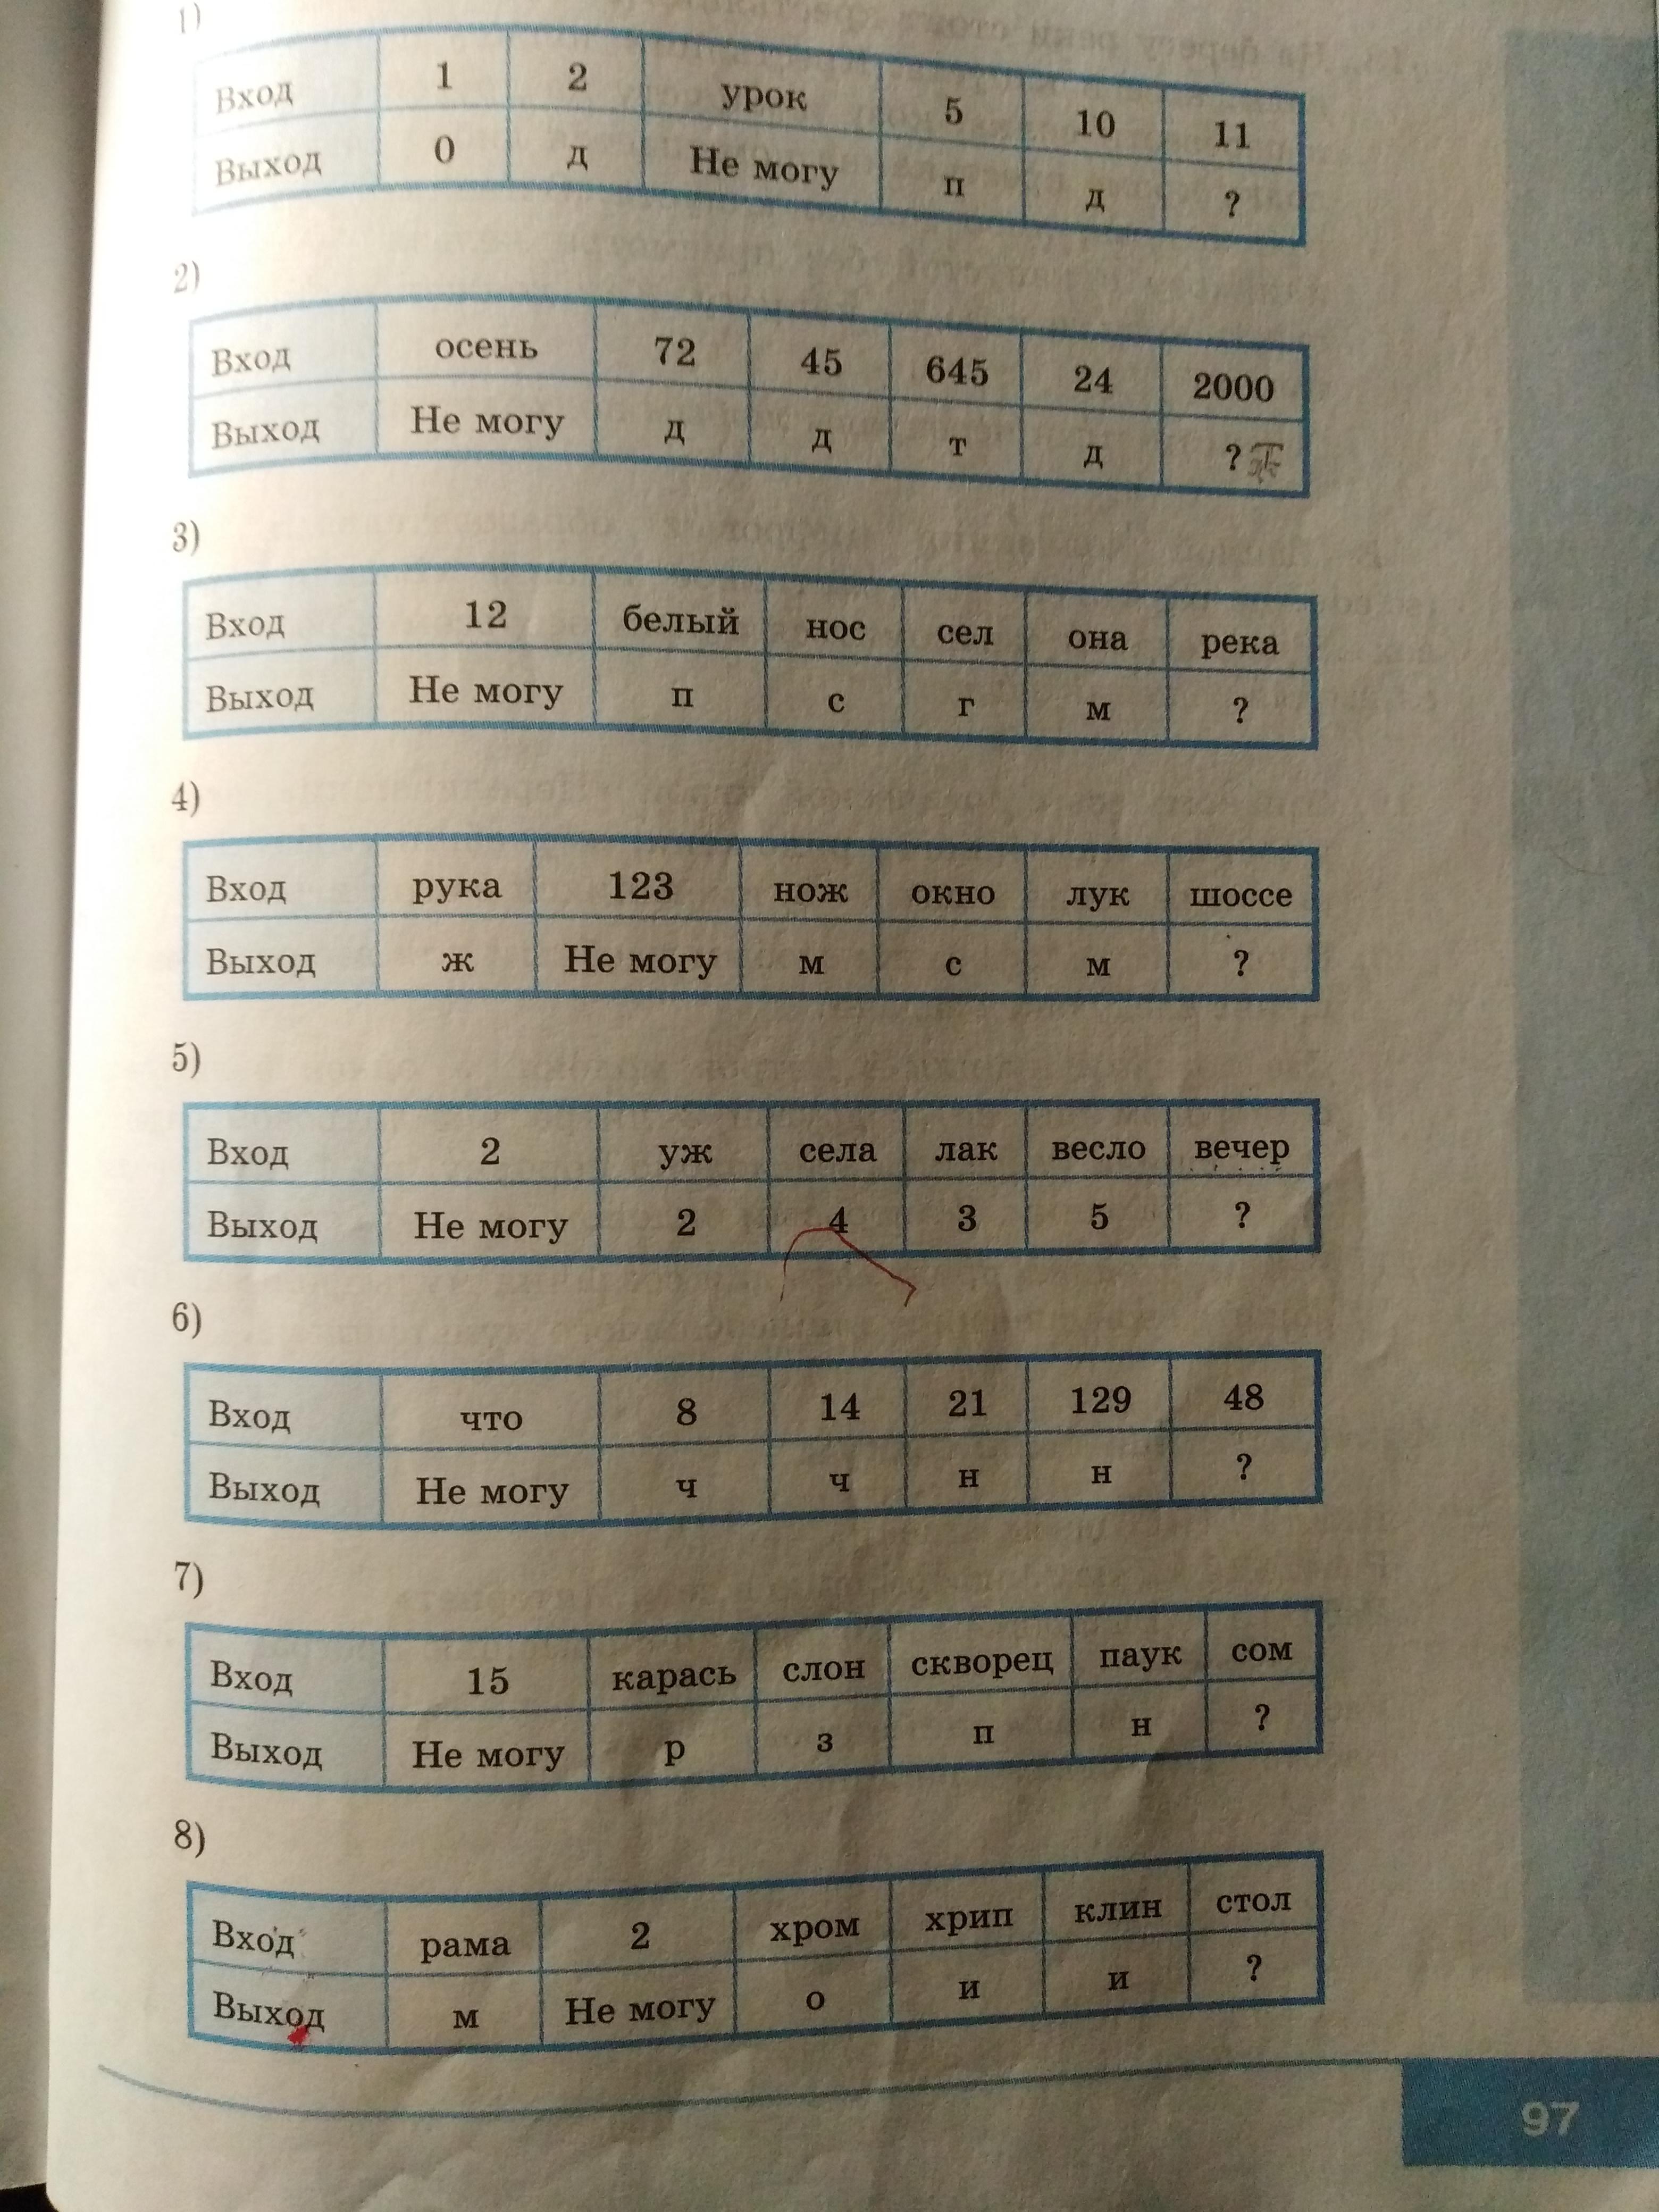 1)
Вход 1 2 урок 5 10 11
Выход 0 д Не могу п д ?
2)
Вход осень 72 45 645 24 2000
Выход Не могу д д т д ?
3)
Вход 12 белый нос сел она река
Выход Не могу п с г м ?
4)
Вход рука 123 нож окно лук шоссе
Выход ж Не могу м с м ?
5)
Вход 2 уж села лак весло вечер
Выход Не могу 2 4 3 5 ?
6)
Вход что 8 14 21 129 48
Выход Не могу ч ч н н ?
7)
Вход 15 карась слон скворец паук сом
Выход Не могу р з п н ?
8)
Вход рама 2 хром хрип клин стол
Выход м Не могу о и и ?
97